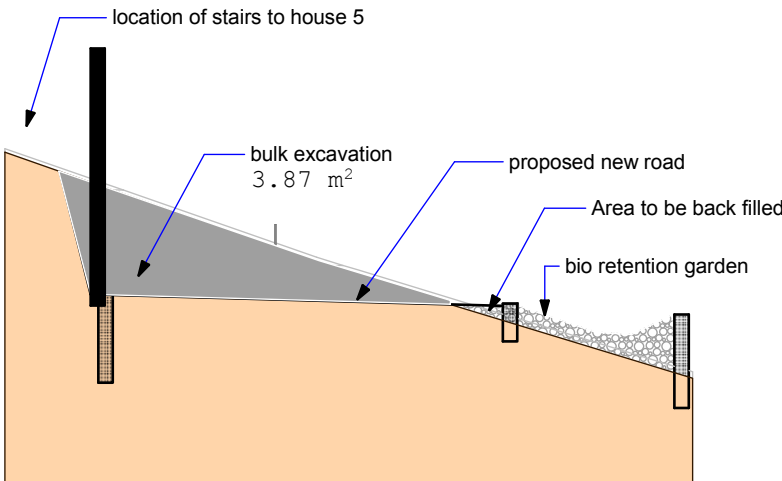 location of stairs to house 5
bulk excavation
3.87 m²
proposed new road
Area to be back filled
bio retention garden